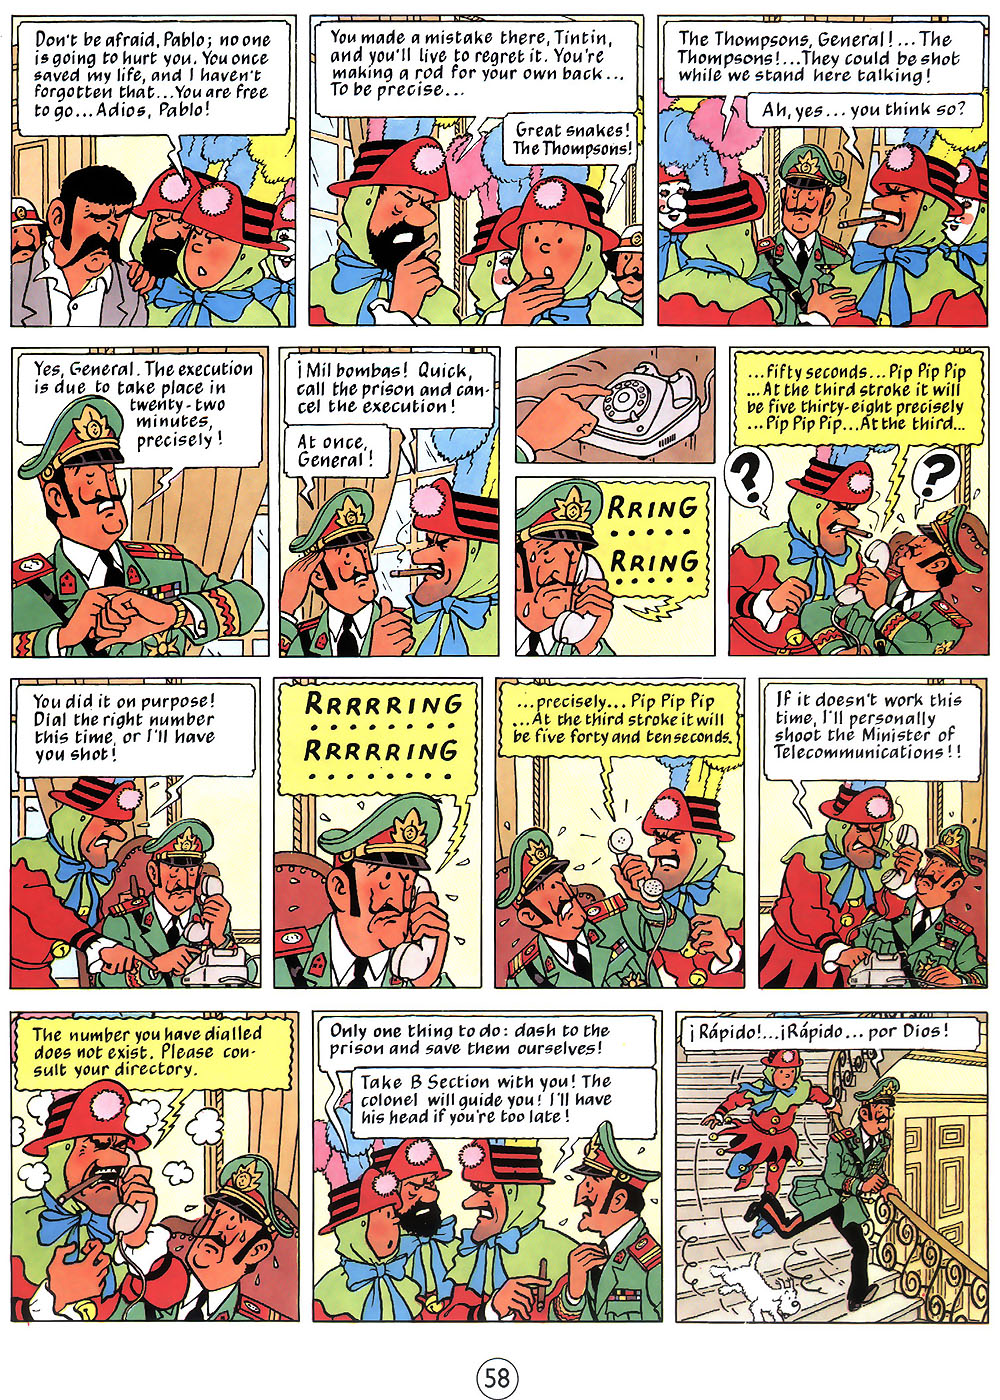 Don't be afraid, Pablo; no one
is going to hurt you. You once
saved my life, and I haven't
forgotten that...You are free
to go... Adios, Pablo!
You made a mistake there, Tintin,
and you'll live to regret it. You're
making a rod for your own back...
To be precise...
Great snakes!
The Thompsons!
The Thompsons, General!... The
Thompsons!...They could be shot
while we stand here talking!
Ah, yes... you think so?
Yes, General. The execution
is due to take place in
twenty-two
minutes,
precisely!
¡Mil bombas! Quick,
call the prison and can-
cel the execution!
At once,
General!
RRING
.....
RRING
.....
...fifty seconds... Pip Pip Pip
...At the third stroke it will
be five thirty-eight precisely
...Pip Pip Pip...At the third...
?
?
You did it on purpose!
Dial the right number
this time, or I'll have
you shot!
RRRRRING
........
RRRRRING
........
...precisely... Pip Pip Pip
...At the third stroke it will
be five forty and ten seconds.
If it doesn't work this
time, I'll personally
shoot the Minister of
Telecommunications!!
The number you have dialled
does not exist. Please con-
sult your directory.
Only one thing to do: dash to the
prison and save them ourselves!
Take B Section with you! The
colonel will guide you! I'll have
his head if you're too late!
¡Rápido!...¡Rápido... por Dios!
58